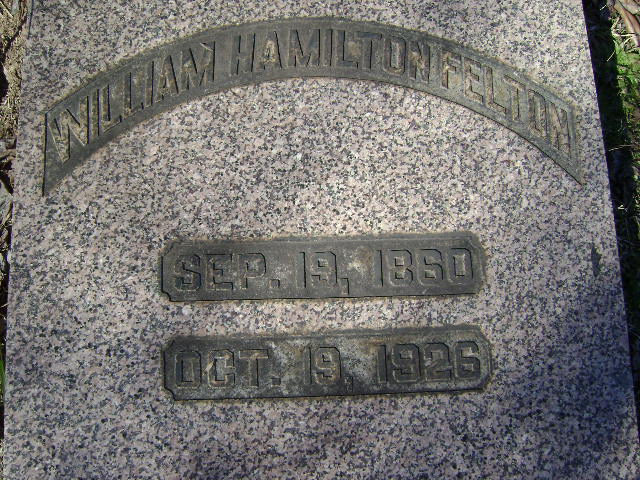 WILLIAM HAMILTON FELTON
SEP. 19, 1860
OCT. 19, 1926